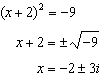 (x + 2)² = −9
x + 2 = ±√−9
x = −2 ± 3i